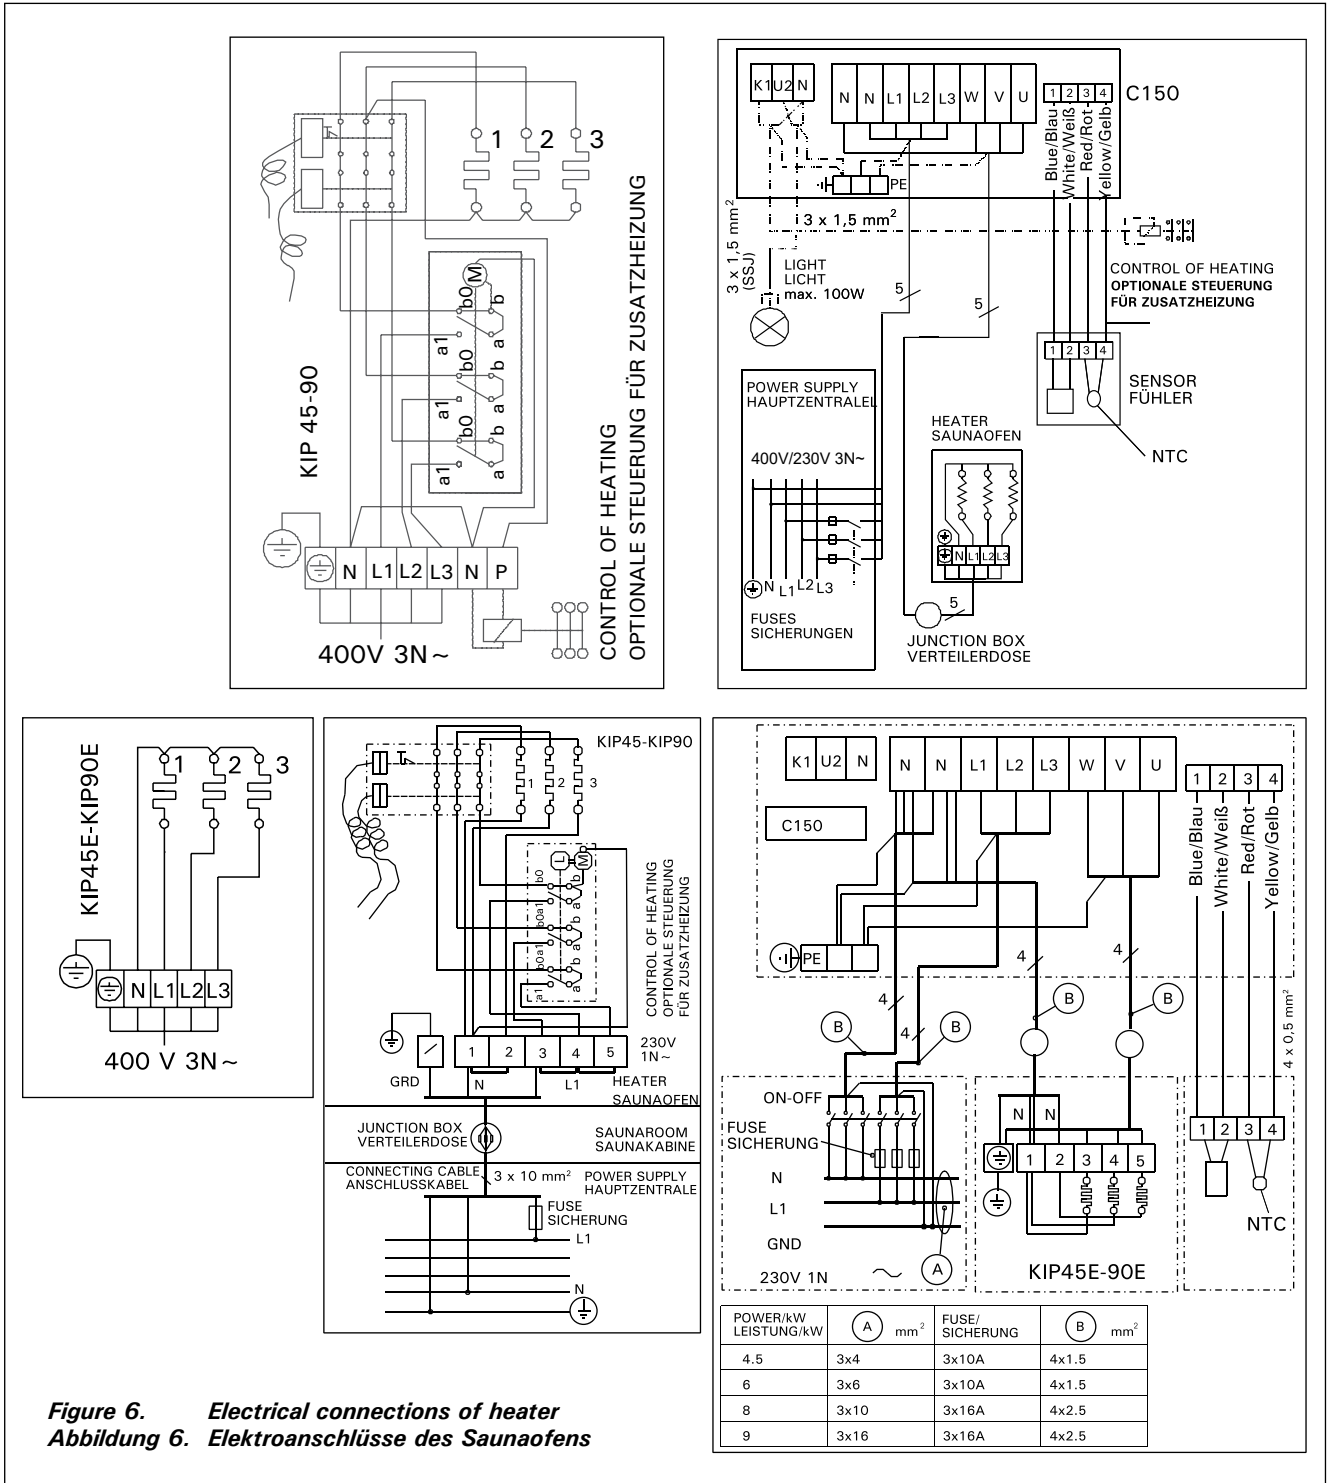 1 2 3
KIP 45-90
M
b0 b
a1 a
b0 b
a1 a
b0 b
a1 a
N L1 L2 L3 N P
400V 3N~
CONTROL OF HEATING
OPTIONALE STEUERUNG FÜR ZUSATZHEIZUNG
K1 U2 N
N N L1 L2 L3 W V U
1 2 3 4
C150
Blue/Blau
White/Weiß
Red/Rot
Yellow/Gelb
PE
3 x 1,5 mm²
3 x 1,5 mm²
(SSJ)
LIGHT
LICHT
max. 100W
5
5
CONTROL OF HEATING
OPTIONALE STEUERUNG
FÜR ZUSATZHEIZUNG
1 2 3 4
SENSOR
FÜHLER
NTC
POWER SUPPLY
HAUPTZENTRALEL
400V/230V 3N~
N L1 L2 L3
FUSES
SICHERUNGEN
HEATER
SAUNAOFEN
N L1 L2 L3
5
JUNCTION BOX
VERTEILERDOSE
KIP45E-KIP90E
1 2 3
N L1 L2 L3
400 V 3N~
KIP45-KIP90
1 2 3
L M
b0 b
a1 a
b0 b
a1 a
b0 b
a1 a
CONTROL OF HEATING
OPTIONALE STEUERUNG
FÜR ZUSATZHEIZUNG
1 2 3 4 5
230V
1N~
GRD N L1
HEATER
SAUNAOFEN
JUNCTION BOX
VERTEILERDOSE
SAUNAROOM
SAUNAKABINE
CONNECTING CABLE
ANSCHLUSSKABEL
3 x 10 mm²
POWER SUPPLY
HAUPTZENTRALE
FUSE
SICHERUNG
L1
N
K1 U2 N
N N L1 L2 L3 W V U
1 2 3 4
C150
Blue/Blau
White/Weiß
Red/Rot
Yellow/Gelb
PE
4 4
4 4
B B B B
4 x 0,5 mm²
ON-OFF
FUSE
SICHERUNG
N
L1
GND
230V 1N
A
N N
1 2 3 4 5
KIP45E-90E
1 2 3 4
NTC
POWER/kW A mm² FUSE/ B mm²
LEISTUNG/kW SICHERUNG
4.5 3x4 3x10A 4x1.5
6 3x6 3x10A 4x1.5
8 3x10 3x16A 4x2.5
9 3x16 3x16A 4x2.5
Figure 6. Electrical connections of heater
Abbildung 6. Elektroanschlüsse des Saunaofens